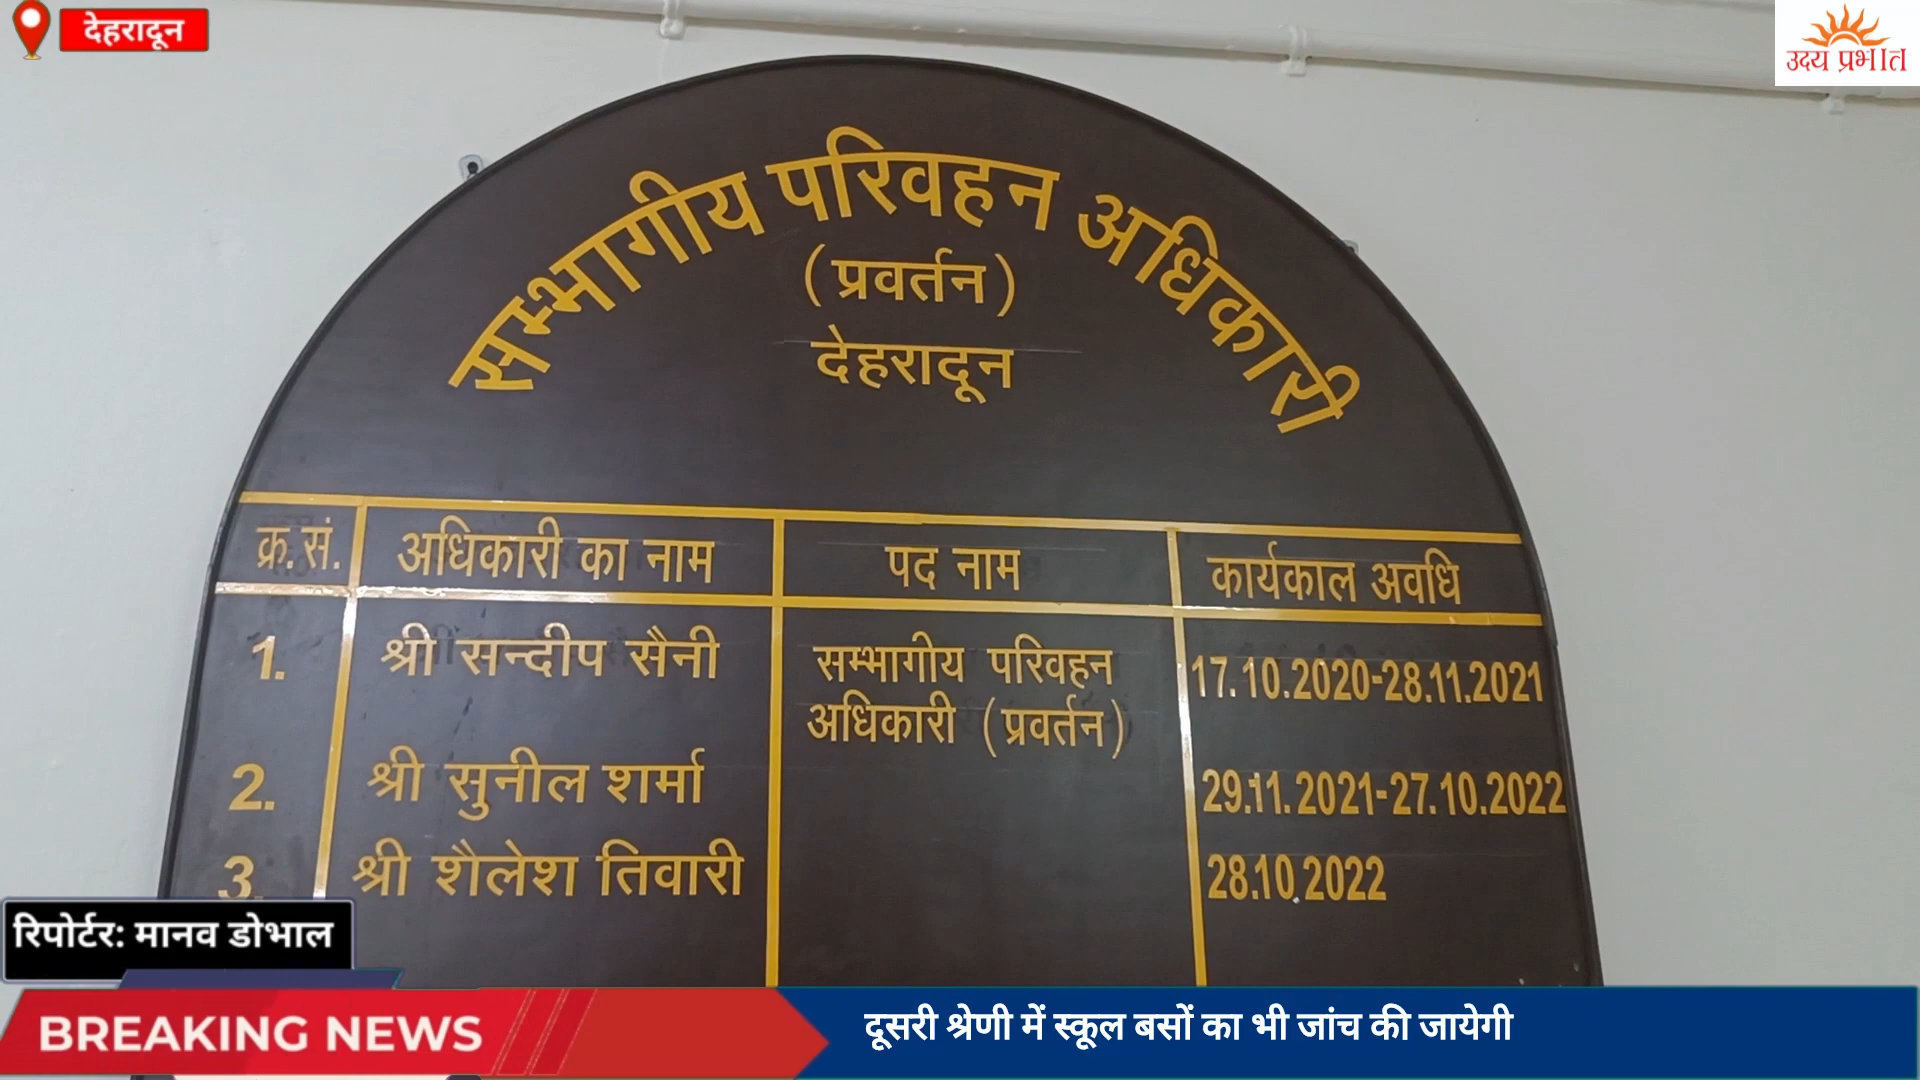 देहरादून
उदय प्रभात
सम्भागीय परिवहन अधिकारी
(प्रवर्तन)
देहरादून
क्र.सं. अधिकारी का नाम पद नाम कार्यकाल अवधि
1. श्री सन्दीप सैनी सम्भागीय परिवहन 17.10.2020-28.11.2021
अधिकारी (प्रवर्तन)
2. श्री सुनील शर्मा 29.11.2021-27.10.2022
3. श्री शैलेश तिवारी 28.10.2022
रिपोर्टर: मानव डोभाल
BREAKING NEWS
दूसरी श्रेणी में स्कूल बसों का भी जांच की जायेगी